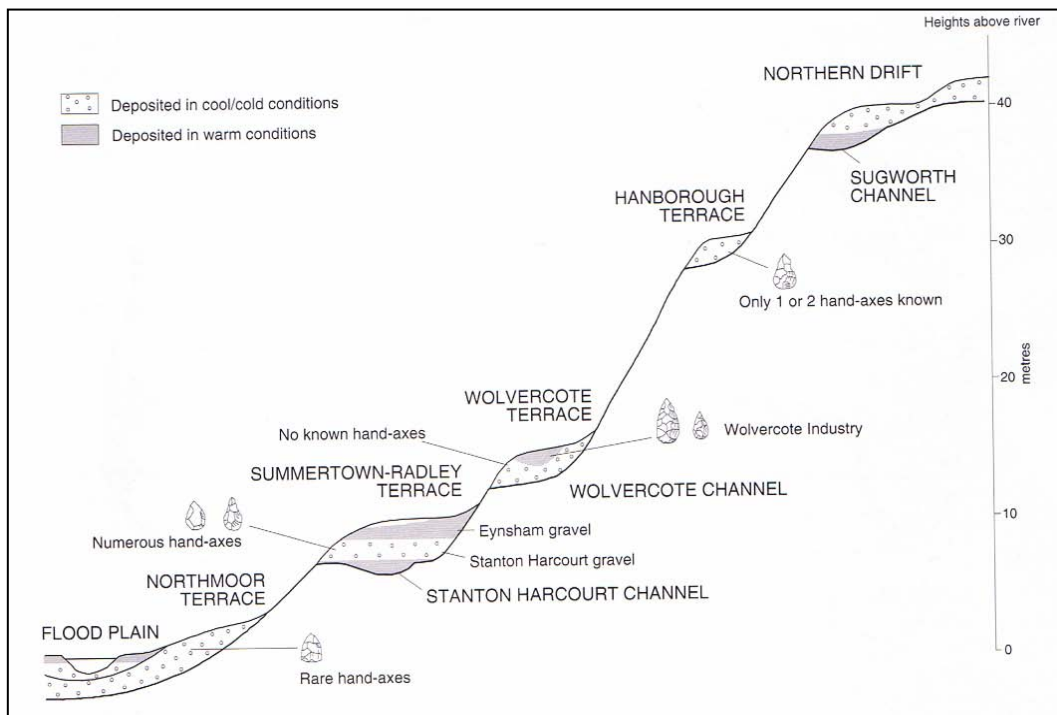 Heights above river
NORTHERN DRIFT
Deposited in cool/cold conditions
Deposited in warm conditions
40
SUGWORTH
CHANNEL
HANBOROUGH
TERRACE
30
Only 1 or 2 hand-axes known
20
metres
WOLVERCOTE
TERRACE
No known hand-axes
Wolvercote Industry
SUMMERTOWN-RADLEY
TERRACE
WOLVERCOTE CHANNEL
10
Eynsham gravel
Numerous hand-axes
Stanton Harcourt gravel
NORTHMOOR
TERRACE
STANTON HARCOURT CHANNEL
FLOOD PLAIN
0
Rare hand-axes